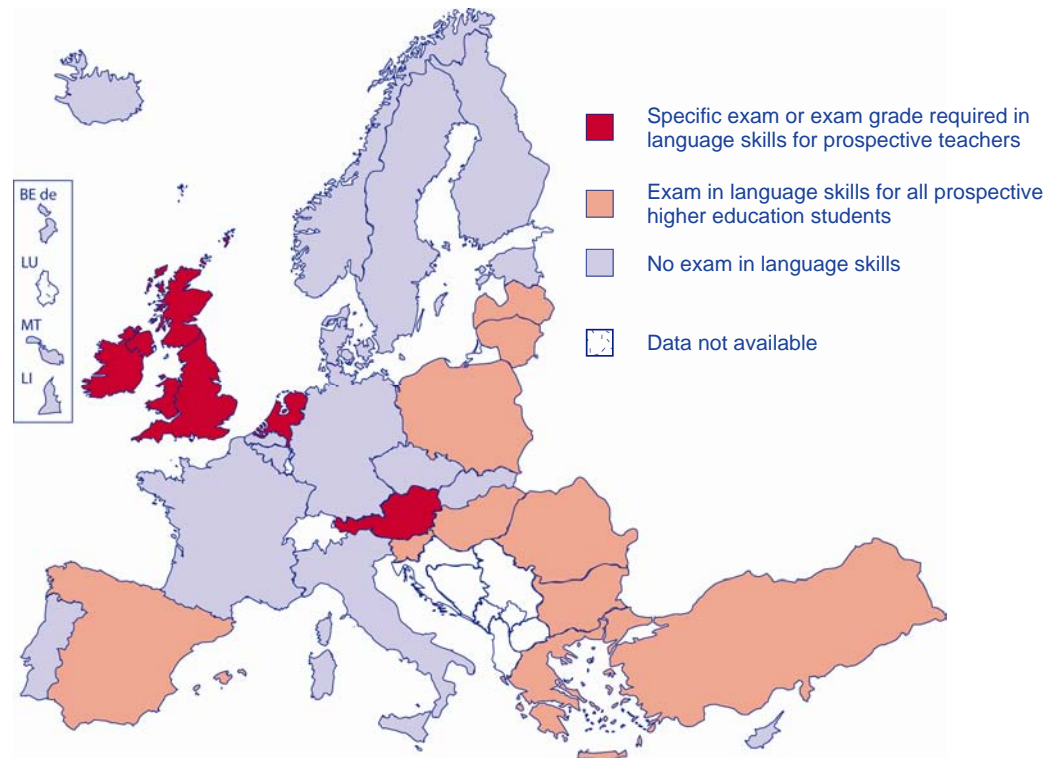 Specific exam or exam grade required in
language skills for prospective teachers
Exam in language skills for all prospective
higher education students
No exam in language skills
Data not available
BE de
LU
MT
LI